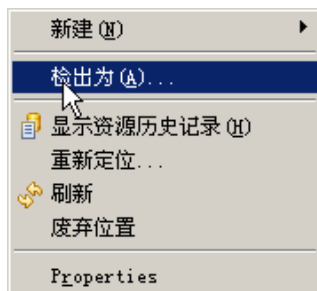 新建(N)
检出为(A)...
显示资源历史记录(H)
重新定位...
刷新
废弃位置
Properties